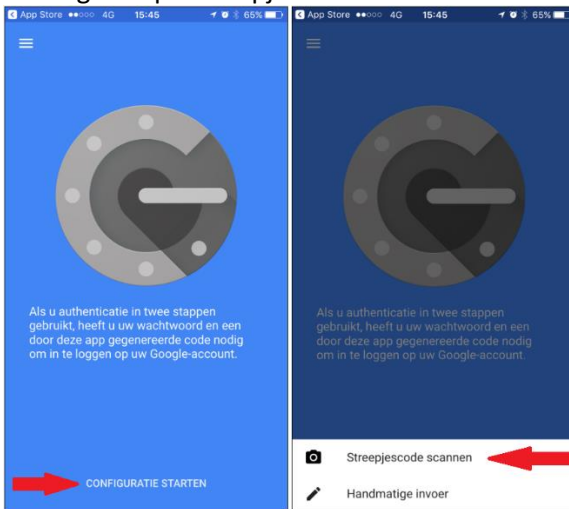 App Store 4G 15:45 65%
Als u authenticatie in twee stappen
gebruikt, heeft u uw wachtwoord en een
door deze app gegenereerde code nodig
om in te loggen op uw Google-account.
CONFIGURATIE STARTEN
App Store 4G 15:45 65%
Als u authenticatie in twee stappen
gebruikt, heeft u uw wachtwoord en een
door deze app gegenereerde code nodig
om in te loggen op uw Google-account.
Streepjescode scannen
Handmatige invoer